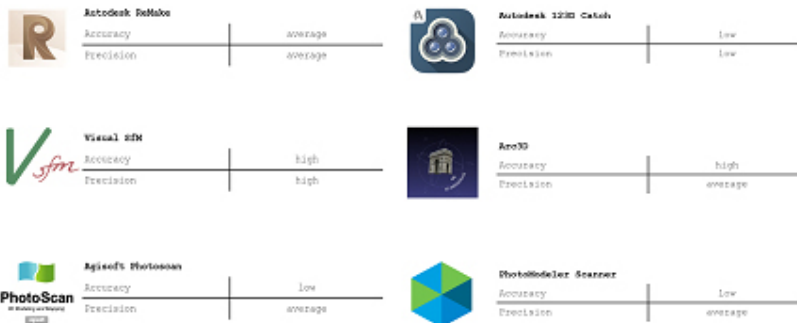 Autodesk ReMake
Accuracy average
Precision average
Autodesk 123D Catch
Accuracy low
Precision low
Visual SfM
Accuracy high
Precision high
Arc3D
Accuracy high
Precision average
Agisoft Photoscan
Accuracy low
Precision average
PhotoModeler Scanner
Accuracy low
Precision average
R
V
sfm
PhotoScan